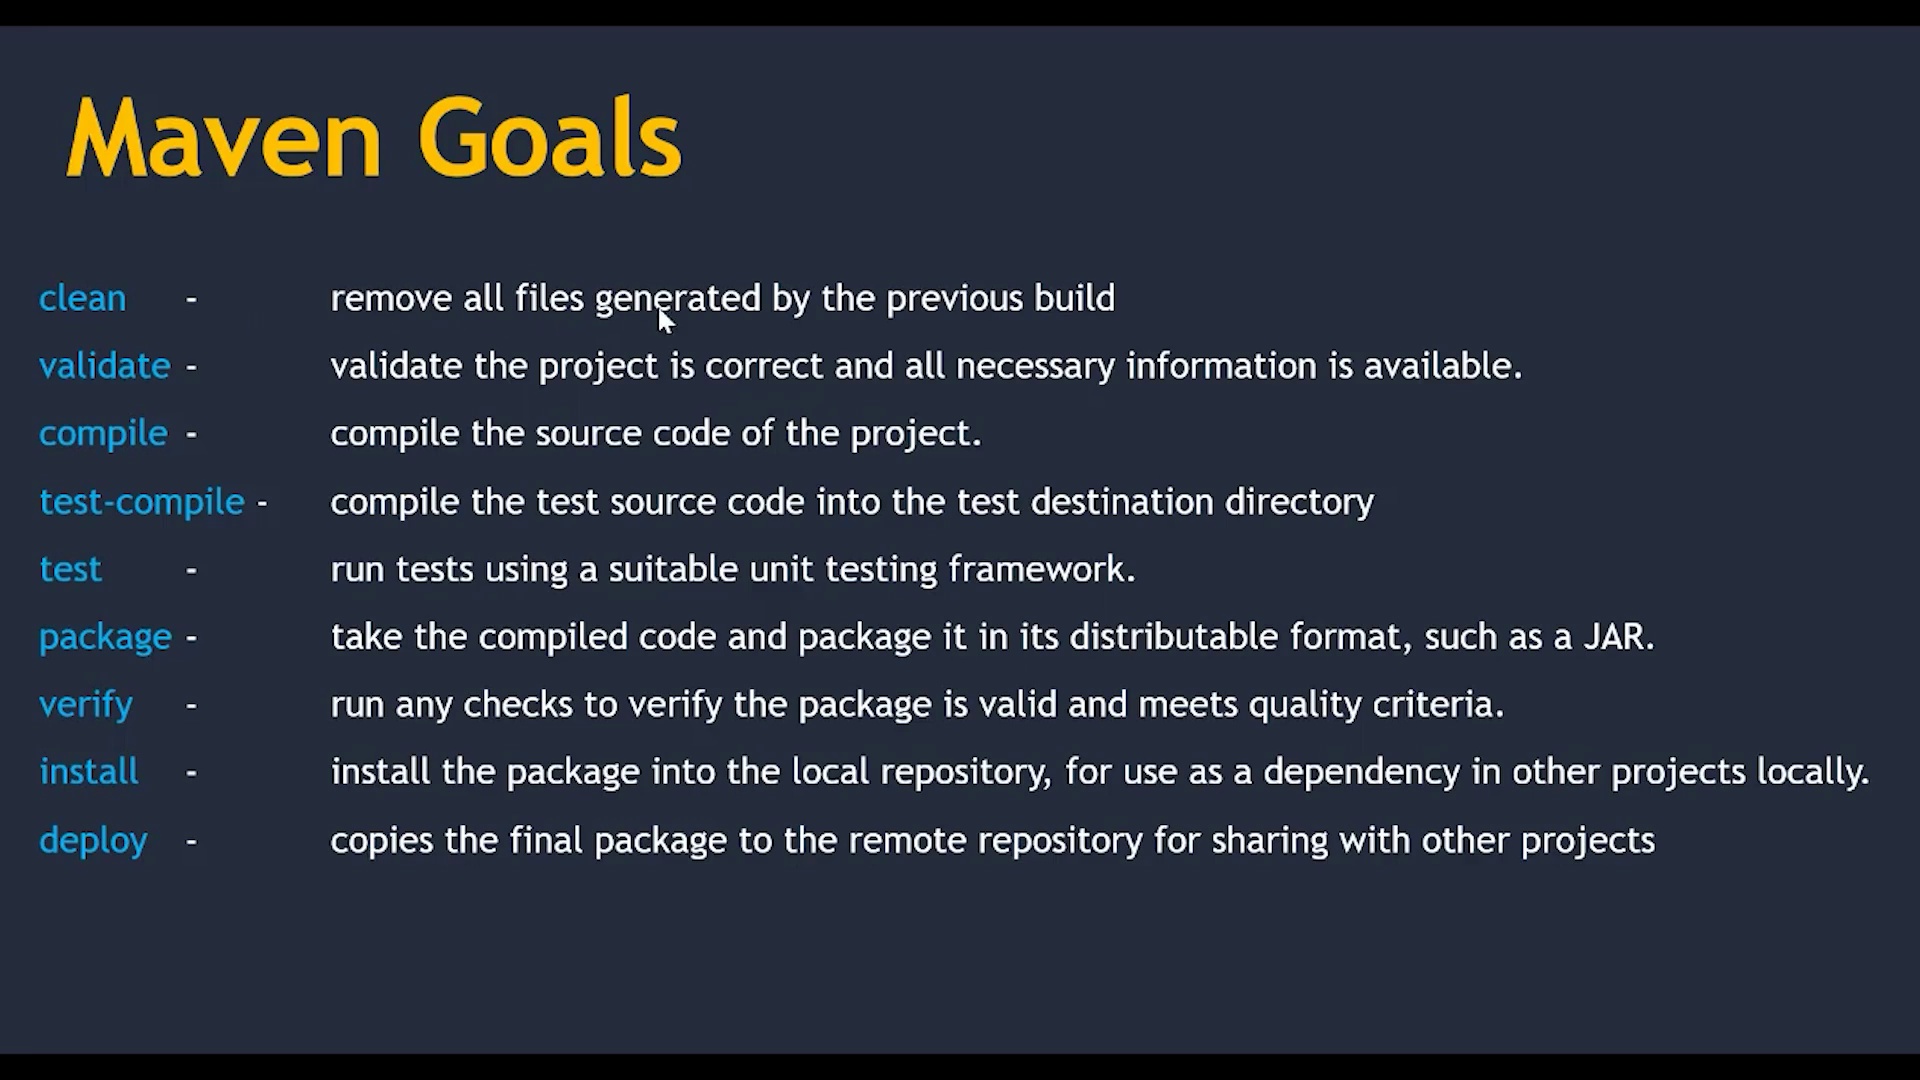 Maven Goals
clean - remove all files generated by the previous build
validate - validate the project is correct and all necessary information is available.
compile - compile the source code of the project.
test-compile - compile the test source code into the test destination directory
test - run tests using a suitable unit testing framework.
package - take the compiled code and package it in its distributable format, such as a JAR.
verify - run any checks to verify the package is valid and meets quality criteria.
install - install the package into the local repository, for use as a dependency in other projects locally.
deploy - copies the final package to the remote repository for sharing with other projects